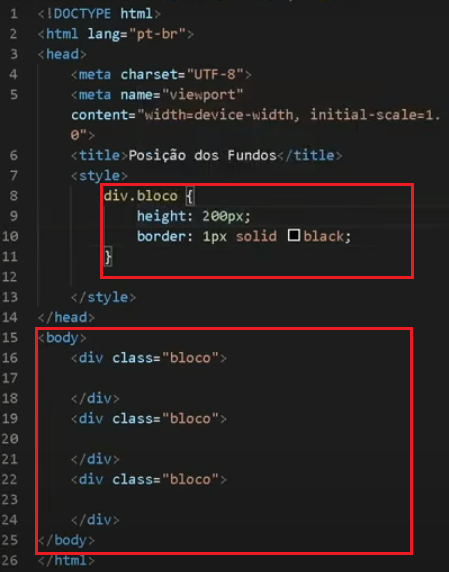 1 <!DOCTYPE html>
2 <html lang="pt-br">
3 <head>
4 <meta charset="UTF-8">
5 <meta name="viewport"
content="width=device-width, initial-scale=1.
0">
6 <title>Posição dos Fundos</title>
7 <style>
8 div.bloco {
9 height: 200px;
10 border: 1px solid black;
11 }
12
13 </style>
14 </head>
15 <body>
16 <div class="bloco">
17
18 </div>
19 <div class="bloco">
20
21 </div>
22 <div class="bloco">
23
24 </div>
25 </body>
26 </html>